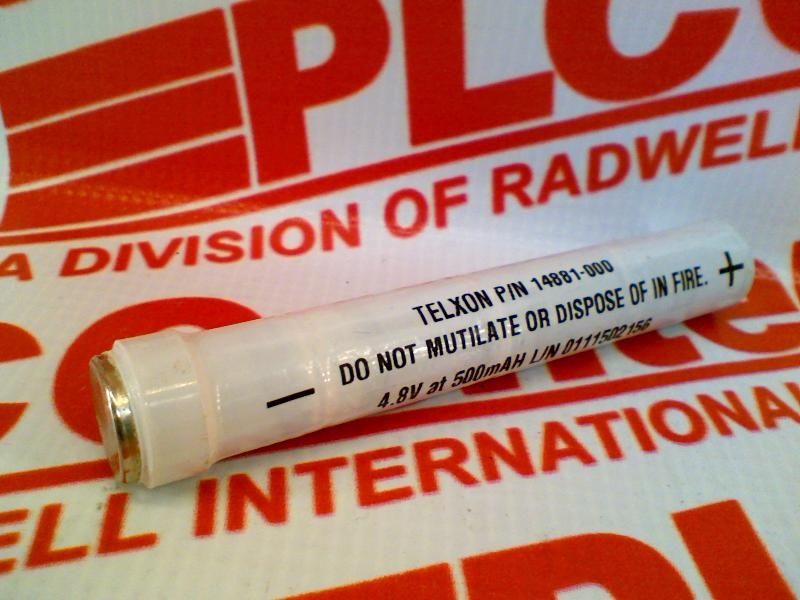 PLC
A DIVISION OF RADWELL
TELXON P/N 14881-000
DO NOT MUTILATE OR DISPOSE OF IN FIRE. +
4.8V at 500mAH L/N 0111502156
—
ELL INTERNATIONAL